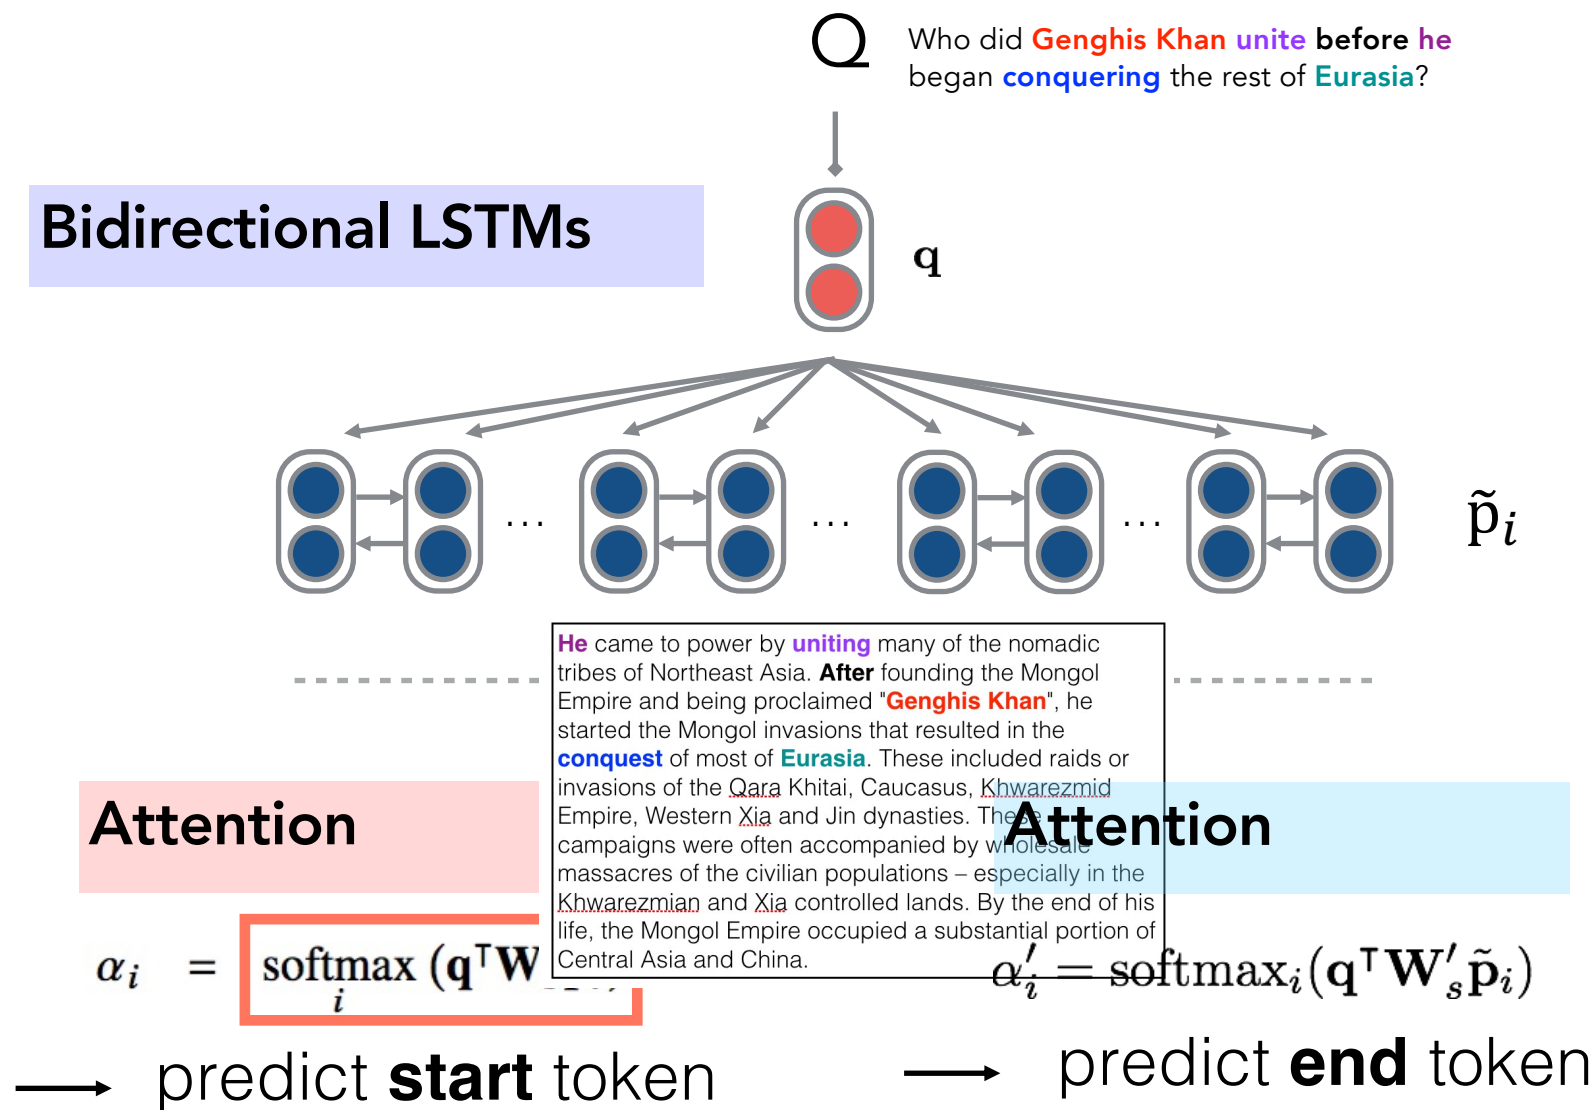 Q
Who did Genghis Khan unite before he
began conquering the rest of Eurasia?
Bidirectional LSTMs
q
... ... ...
p̃ᵢ
He came to power by uniting many of the nomadic
tribes of Northeast Asia. After founding the Mongol
Empire and being proclaimed "Genghis Khan", he
started the Mongol invasions that resulted in the
conquest of most of Eurasia. These included raids or
invasions of the Qara Khitai, Caucasus, Khwarezmid
Empire, Western Xia and Jin dynasties. These
campaigns were often accompanied by wholesale
massacres of the civilian populations – especially in the
Khwarezmian and Xia controlled lands. By the end of his
life, the Mongol Empire occupied a substantial portion of
Central Asia and China.
Attention
αᵢ = softmaxᵢ (q⊤W
→ predict start token
Attention
α′ᵢ = softmaxᵢ(q⊤W′ₛp̃ᵢ)
→ predict end token